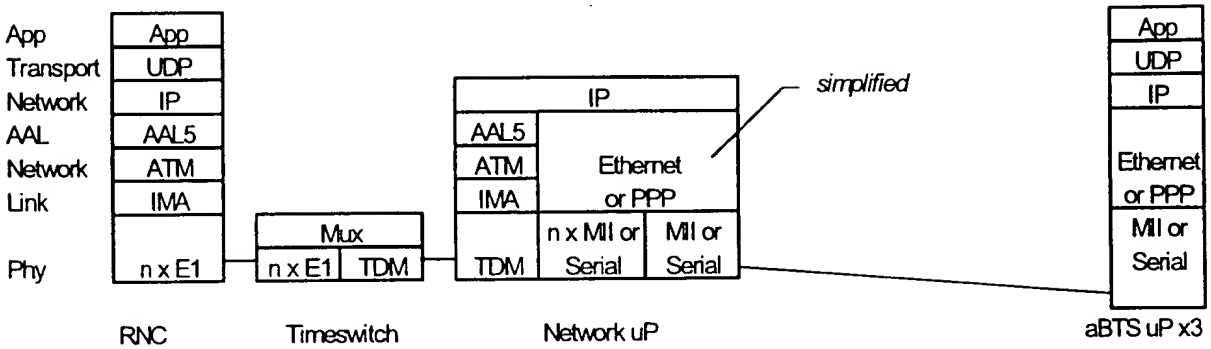 App
Transport
Network
AAL
Network
Link
Phy
App
UDP
IP
AAL5
ATM
IMA
n x E1
RNC
Mux
n x E1
TDM
Timeswitch
IP
AAL5
ATM
IMA
TDM
Ethernet
or PPP
n x MII or
Serial
MII or
Serial
Network uP
simplified
App
UDP
IP
Ethernet
or PPP
MII or
Serial
aBTS uP x3